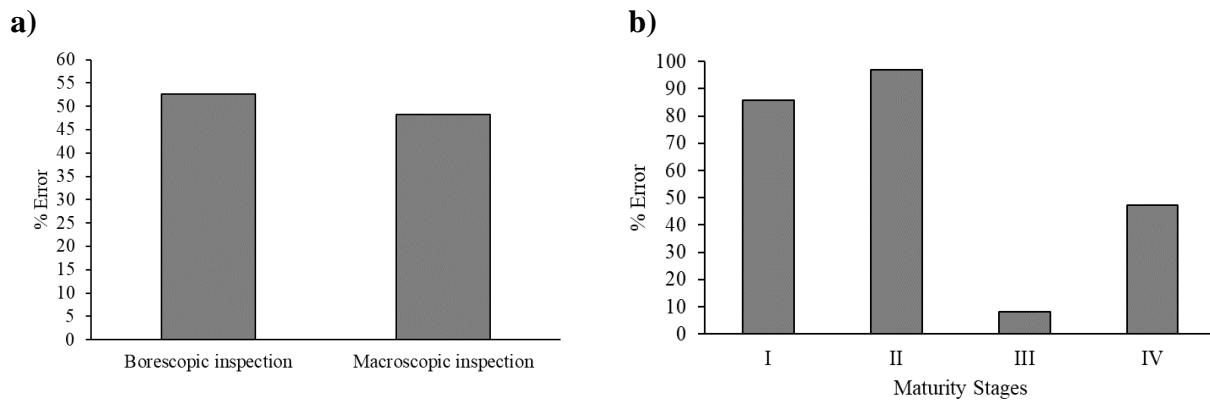 a)
60
55
50
45
40
35
30
25
20
15
10
5
0
% Error
Borescopic inspection
Macroscopic inspection
b)
100
90
80
70
60
50
40
30
20
10
0
% Error
I
II
III
IV
Maturity Stages